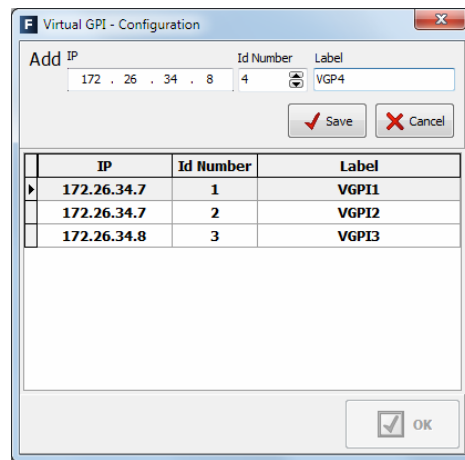 F Virtual GPI - Configuration
Add IP Id Number Label
172 . 26 . 34 . 8 4 VGP4
Save Cancel
IP Id Number Label
172.26.34.7 1 VGPI1
172.26.34.7 2 VGPI2
172.26.34.8 3 VGPI3
OK